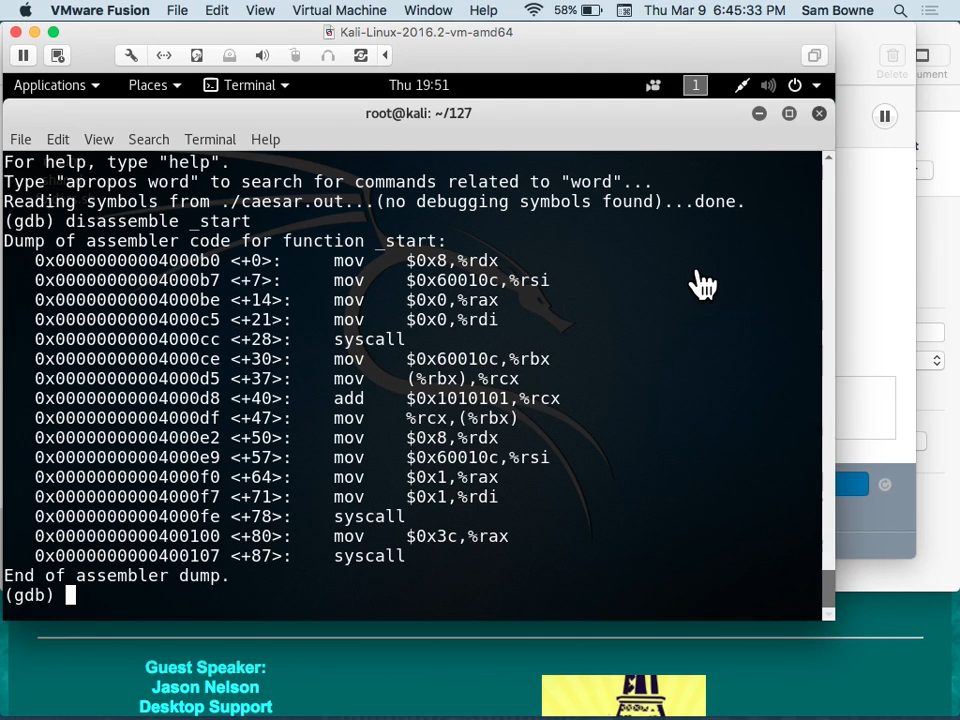 VMware Fusion File Edit View Virtual Machine Window Help 58% Thu Mar 9 6:45:33 PM Sam Bowne
Kali-Linux-2016.2-vm-amd64
Delete
Applications Places Terminal Thu 19:51 1
root@kali: ~/127
File Edit View Search Terminal Help
For help, type "help".
Type "apropos word" to search for commands related to "word"...
Reading symbols from ./caesar.out...(no debugging symbols found)...done.
(gdb) disassemble _start
Dump of assembler code for function _start:
0x00000000004000b0 <+0>: mov $0x8,%rdx
0x00000000004000b7 <+7>: mov $0x60010c,%rsi
0x00000000004000be <+14>: mov $0x0,%rax
0x00000000004000c5 <+21>: mov $0x0,%rdi
0x00000000004000cc <+28>: syscall
0x00000000004000ce <+30>: mov $0x60010c,%rbx
0x00000000004000d5 <+37>: mov (%rbx),%rcx
0x00000000004000d8 <+40>: add $0x1010101,%rcx
0x00000000004000df <+47>: mov %rcx,(%rbx)
0x00000000004000e2 <+50>: mov $0x8,%rdx
0x00000000004000e9 <+57>: mov $0x60010c,%rsi
0x00000000004000f0 <+64>: mov $0x1,%rax
0x00000000004000f7 <+71>: mov $0x1,%rdi
0x00000000004000fe <+78>: syscall
0x0000000000400100 <+80>: mov $0x3c,%rax
0x0000000000400107 <+87>: syscall
End of assembler dump.
(gdb)
Guest Speaker:
Jason Nelson
Desktop Support